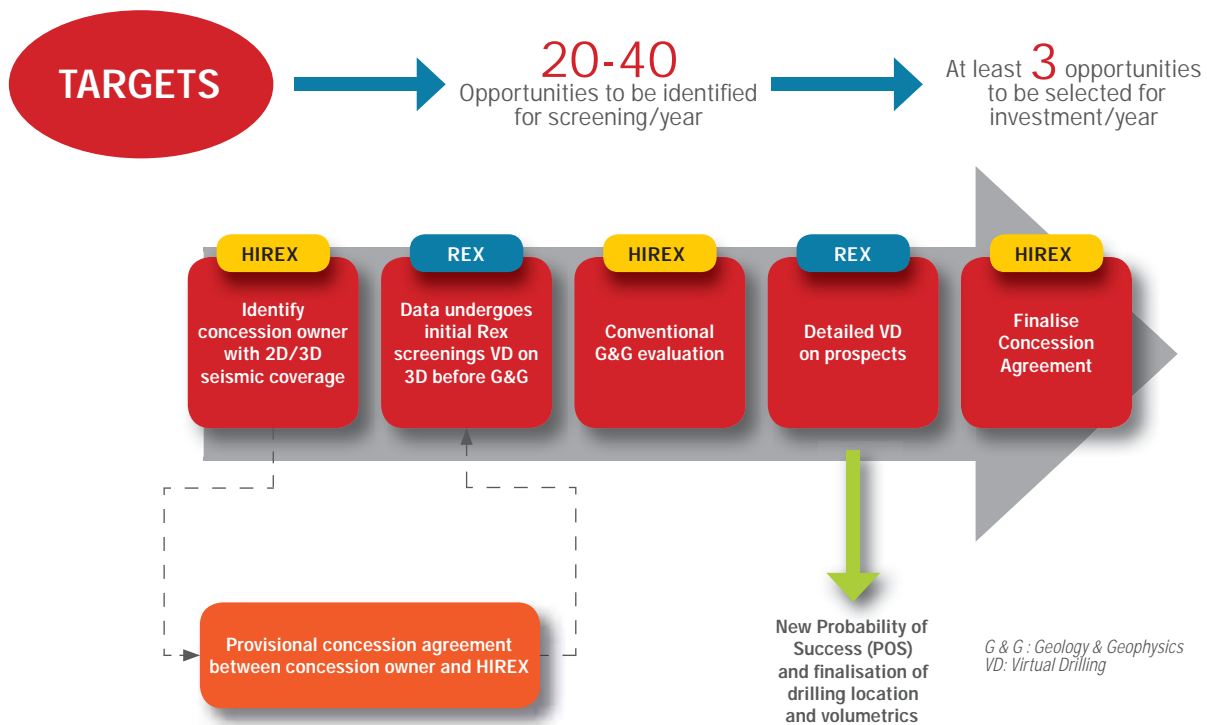 TARGETS
20-40
Opportunities to be identified
for screening/year
At least 3 opportunities
to be selected for
investment/year
HIREX
Identify
concession owner
with 2D/3D
seismic coverage
REX
Data undergoes
initial Rex
screenings VD on
3D before G&G
HIREX
Conventional
G&G evaluation
REX
Detailed VD
on prospects
HIREX
Finalise
Concession
Agreement
Provisional concession agreement
between concession owner and HIREX
New Probability of
Success (POS)
and finalisation of
drilling location
and volumetrics
G & G : Geology & Geophysics
VD: Virtual Drilling